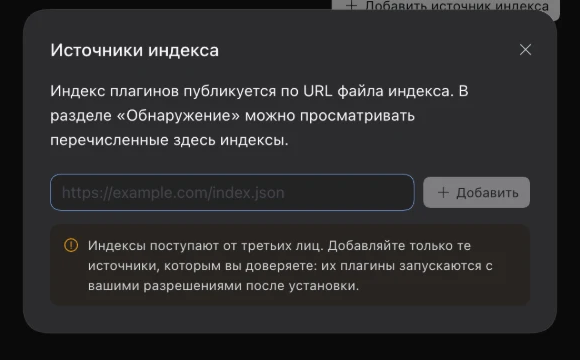 + Добавить источник индекса
Источники индекса
Индекс плагинов публикуется по URL файла индекса. В
разделе «Обнаружение» можно просматривать
перечисленные здесь индексы.
https://example.com/index.json
+ Добавить
Индексы поступают от третьих лиц. Добавляйте только те
источники, которым вы доверяете: их плагины запускаются с
вашими разрешениями после установки.